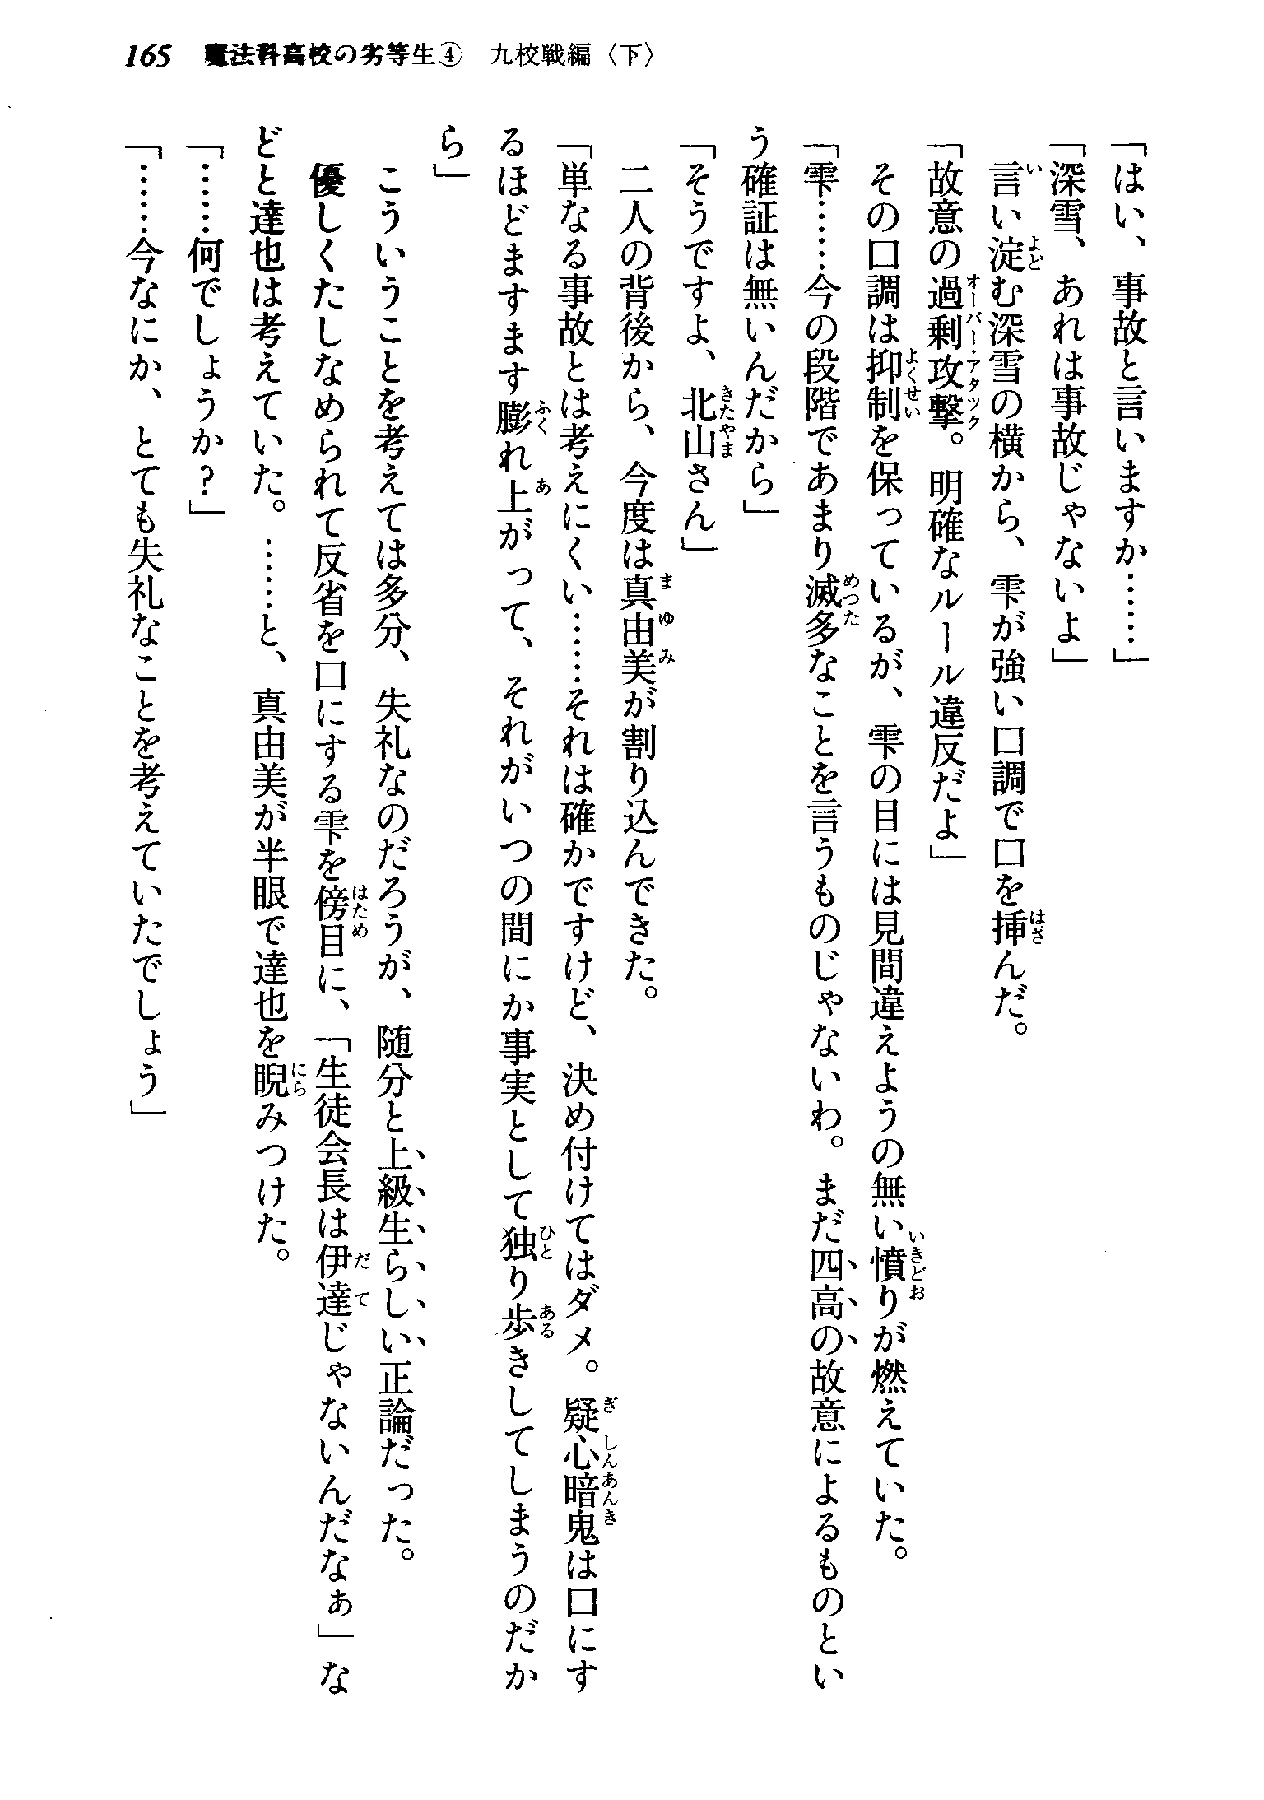 165 魔法科高校の劣等生④ 九校戦編〈下〉
「はい、事故と言いますか……」
「深雪、あれは事故じゃないよ」
言い淀む深雪の横から、雫が強い口調で口を挿んだ。
「故意の過剰攻撃。明確なルール違反だよ」
その口調は抑制を保っているが、雫の目には見間違えようの無い憤りが燃えていた。
「雫……今の段階であまり滅多なことを言うものじゃないわ。まだ四高の故意によるものとい
う確証は無いんだから」
「そうですよ、北山さん」
二人の背後から、今度は真由美が割り込んできた。
「単なる事故とは考えにくい……それは確かですけど、決め付けてはダメ。疑心暗鬼は口にす
るほどますます膨れ上がって、それがいつの間にか事実として独り歩きしてしまうのだか
ら」
こういうことを考えては多分、失礼なのだろうが、随分と上級生らしい正論だった。
優しくたしなめられて反省を口にする雫を傍目に、「生徒会長は伊達じゃないんだなぁ」な
どと達也は考えていた。……と、真由美が半眼で達也を睨みつけた。
「……何でしょうか?」
「……今なにか、とても失礼なことを考えていたでしょう」